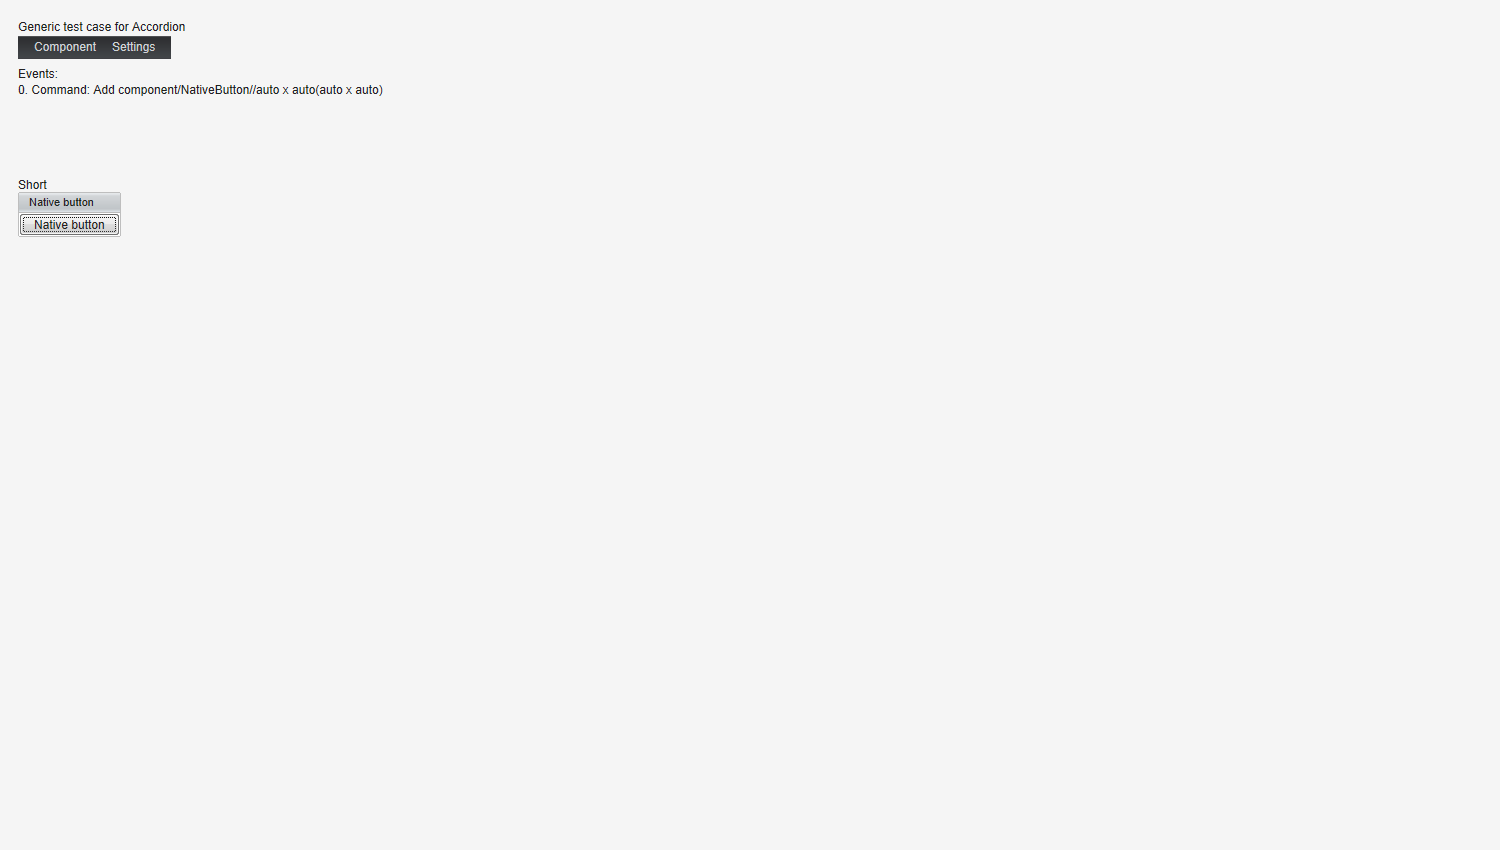 Generic test case for Accordion
Component Settings
Events:
0. Command: Add component/NativeButton//auto x auto(auto x auto)
Short
Native button
Native button